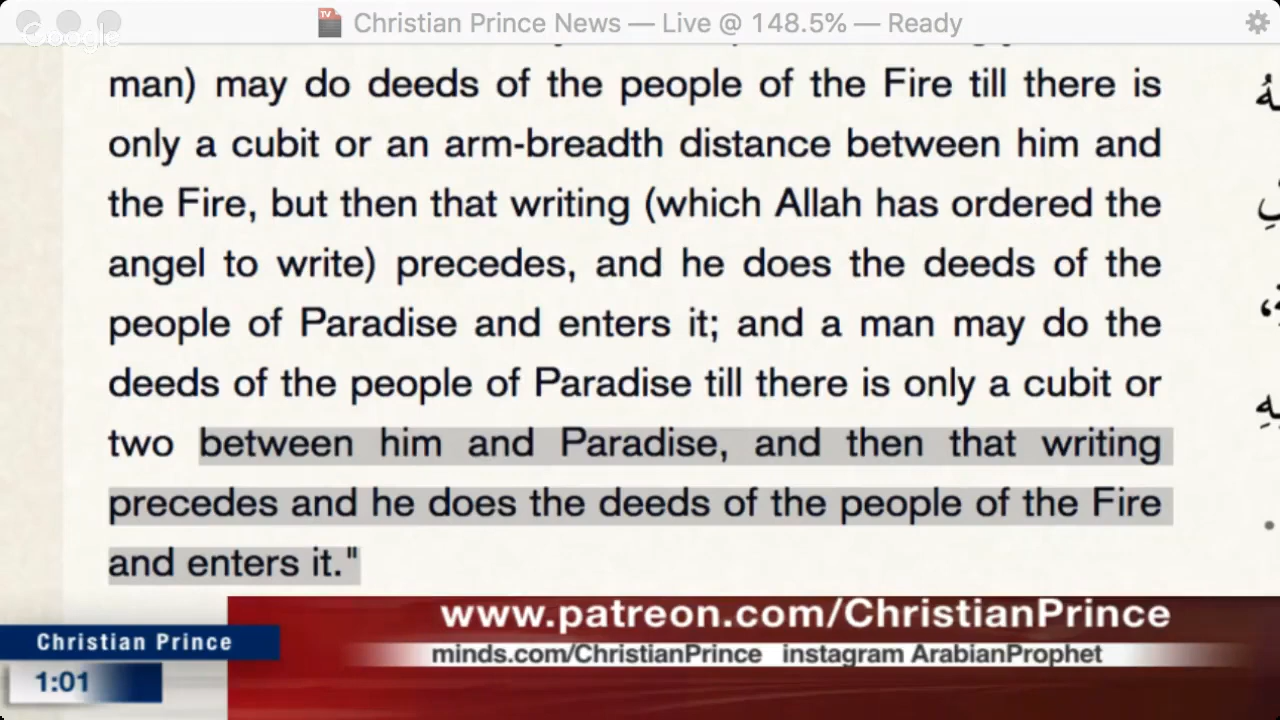 Christian Prince News — Live @ 148.5% — Ready
Google
man) may do deeds of the people of the Fire till there is
only a cubit or an arm-breadth distance between him and
the Fire, but then that writing (which Allah has ordered the
angel to write) precedes, and he does the deeds of the
people of Paradise and enters it; and a man may do the
deeds of the people of Paradise till there is only a cubit or
two between him and Paradise, and then that writing
precedes and he does the deeds of the people of the Fire
and enters it."
www.patreon.com/ChristianPrince
Christian Prince
minds.com/ChristianPrince instagram ArabianProphet
1:01